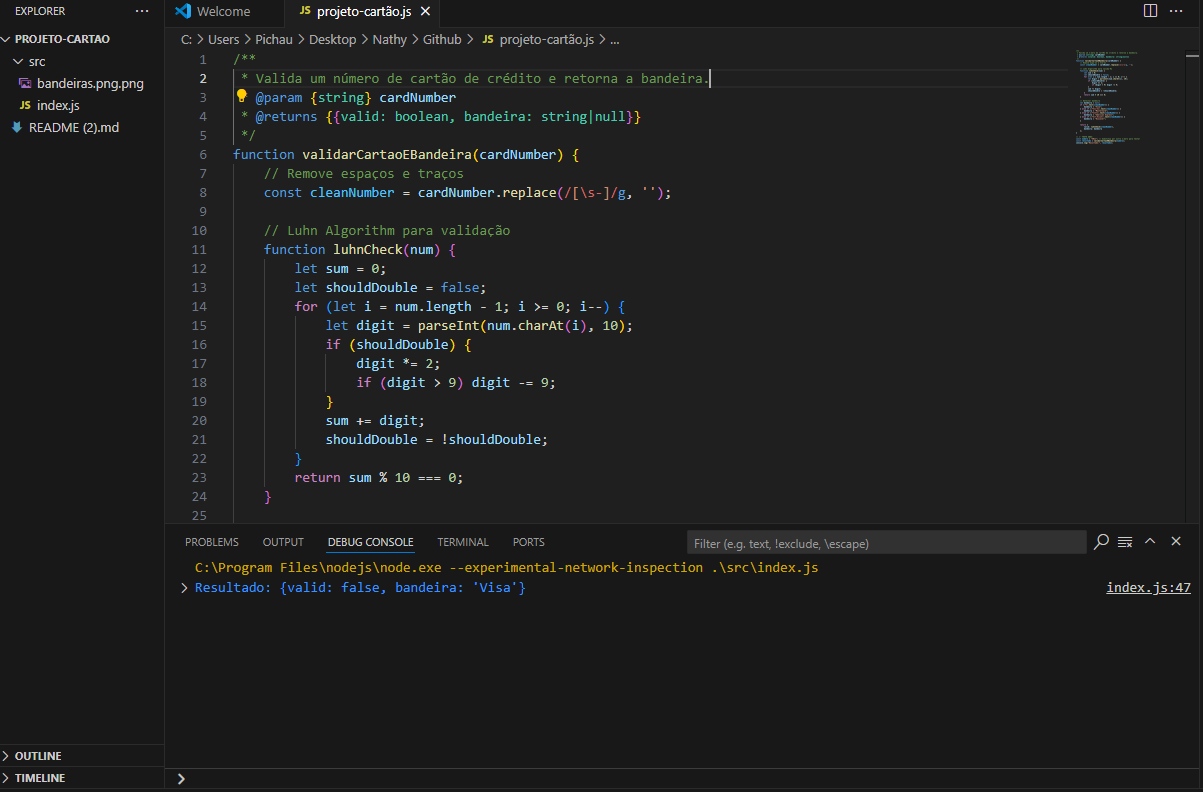 EXPLORER
Welcome
JS projeto-cartão.js
PROJETO-CARTAO
src
bandeiras.png.png
JS index.js
README (2).md
C: > Users > Pichau > Desktop > Nathy > Github > JS projeto-cartão.js > ...
1 /**
2 * Valida um número de cartão de crédito e retorna a bandeira.
3 * @param {string} cardNumber
4 * @returns {{valid: boolean, bandeira: string|null}}
5 */
6 function validarCartaoEBandeira(cardNumber) {
7 // Remove espaços e traços
8 const cleanNumber = cardNumber.replace(/[\s-]/g, '');
9
10 // Luhn Algorithm para validação
11 function luhnCheck(num) {
12 let sum = 0;
13 let shouldDouble = false;
14 for (let i = num.length - 1; i >= 0; i--) {
15 let digit = parseInt(num.charAt(i), 10);
16 if (shouldDouble) {
17 digit *= 2;
18 if (digit > 9) digit -= 9;
19 }
20 sum += digit;
21 shouldDouble = !shouldDouble;
22 }
23 return sum % 10 === 0;
24 }
25
PROBLEMS OUTPUT DEBUG CONSOLE TERMINAL PORTS
Filter (e.g. text, !exclude, \escape)
C:\Program Files\nodejs\node.exe --experimental-network-inspection .\src\index.js
> Resultado: {valid: false, bandeira: 'Visa'}
index.js:47
OUTLINE
TIMELINE